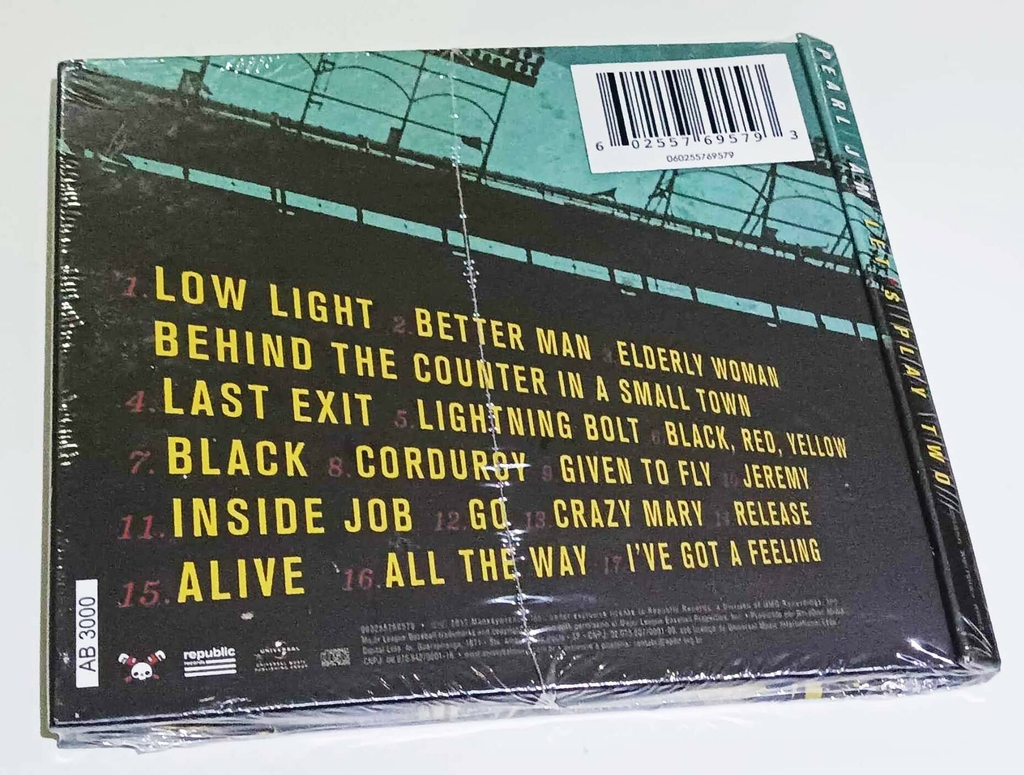 6 02557 69579 3
060255769579
PEARL JAM LET'S PLAY TWO
1. LOW LIGHT 2. BETTER MAN 3. ELDERLY WOMAN
BEHIND THE COUNTER IN A SMALL TOWN
4. LAST EXIT 5. LIGHTNING BOLT 6. BLACK, RED, YELLOW
7. BLACK 8. CORDUROY 9. GIVEN TO FLY 10. JEREMY
11. INSIDE JOB 12. GO 13. CRAZY MARY 14. RELEASE
15. ALIVE 16. ALL THE WAY 17. I'VE GOT A FEELING
AB 3000
republic
records
UNIVERSAL